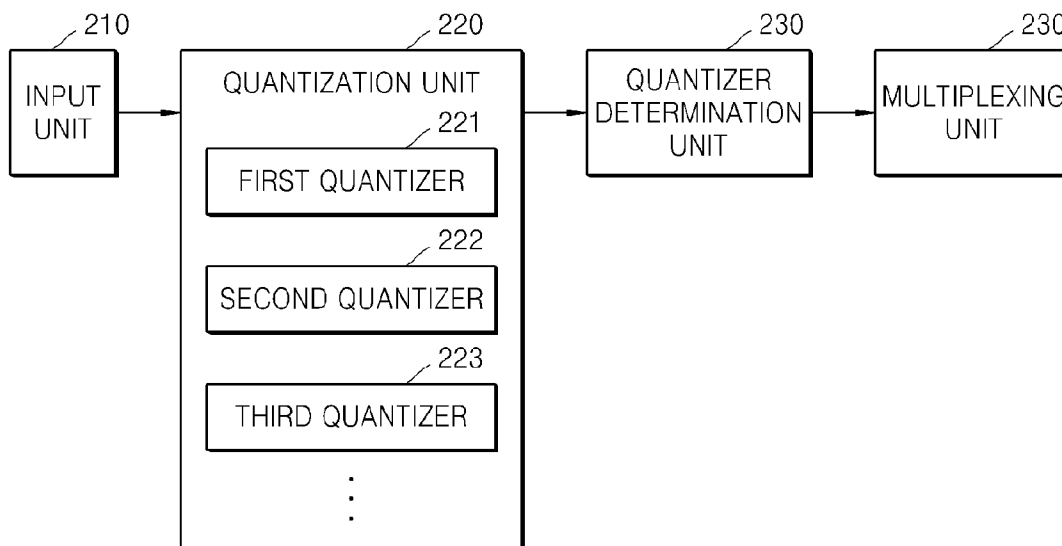 210
220
230
230
INPUT
UNIT
QUANTIZATION UNIT
QUANTIZER
DETERMINATION
UNIT
MULTIPLEXING
UNIT
221
FIRST QUANTIZER
222
SECOND QUANTIZER
223
THIRD QUANTIZER